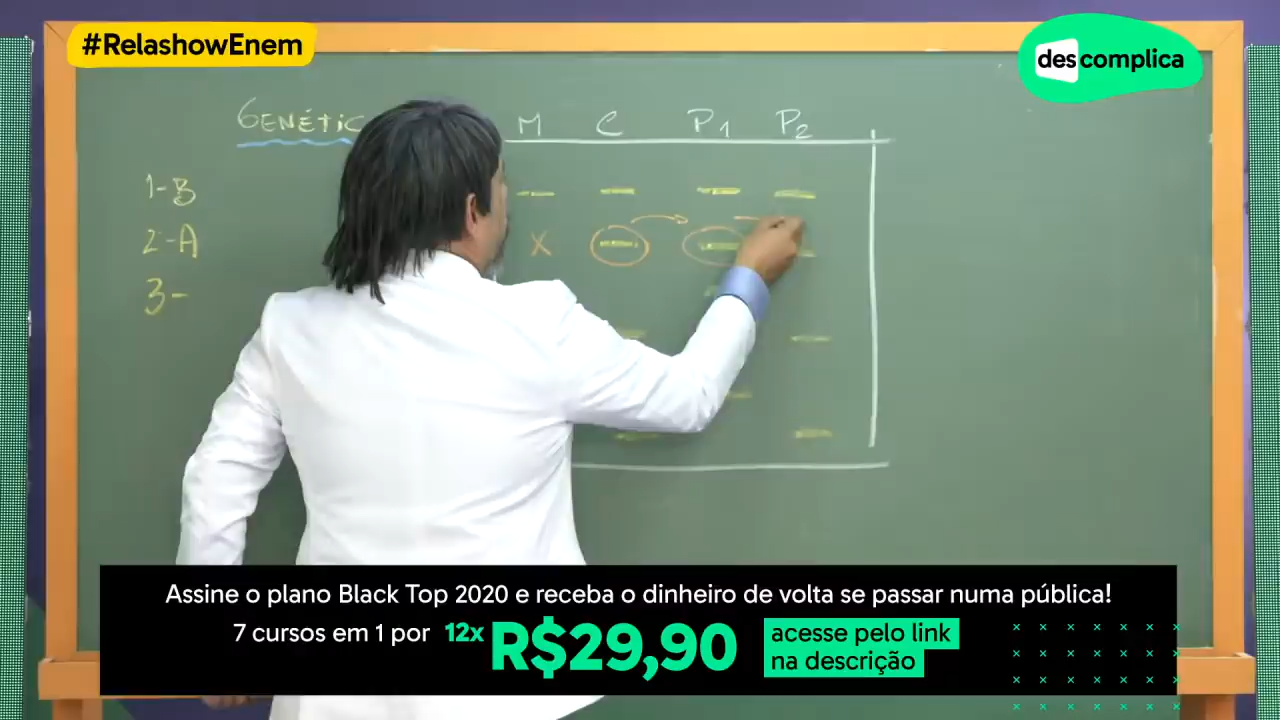 #RelashowEnem
descomplica
GENÉTIC
M C P1 P2
1-B
2-A
X
3-
Assine o plano Black Top 2020 e receba o dinheiro de volta se passar numa pública!
7 cursos em 1 por 12x R$29,90
acesse pelo link
na descrição